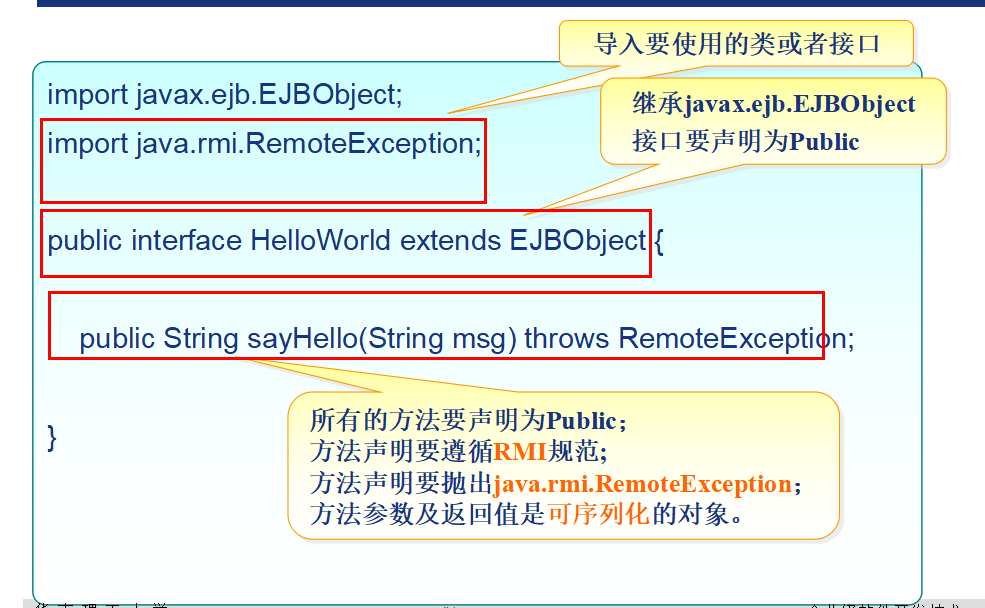 导入要使用的类或者接口
import javax.ejb.EJBObject;
继承javax.ejb.EJBObject
接口要声明为Public
import java.rmi.RemoteException;
public interface HelloWorld extends EJBObject {
public String sayHello(String msg) throws RemoteException;
所有的方法要声明为Public；
方法声明要遵循RMI规范；
方法声明要抛出java.rmi.RemoteException；
方法参数及返回值是可序列化的对象。
}